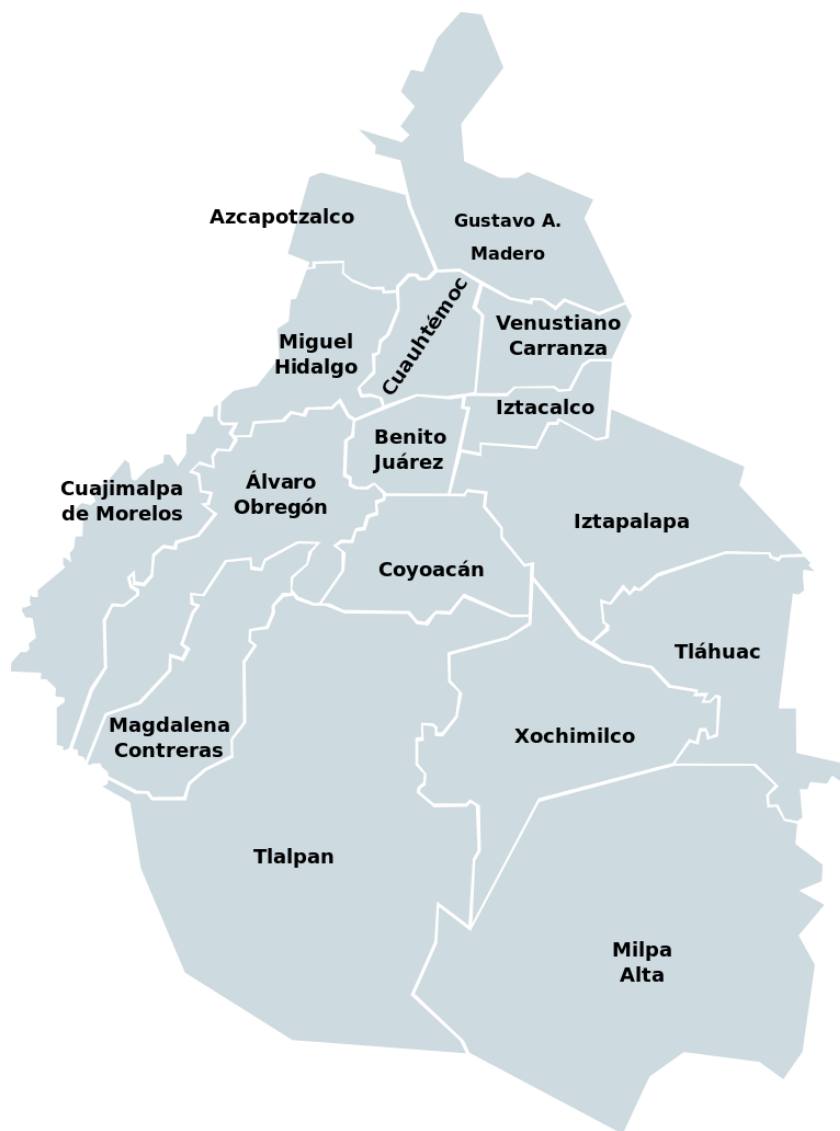 Azcapotzalco
Gustavo A.
Madero
Cuauhtémoc
Venustiano
Carranza
Miguel
Hidalgo
Iztacalco
Benito
Juárez
Cuajimalpa
de Morelos
Álvaro
Obregón
Iztapalapa
Coyoacán
Tláhuac
Magdalena
Contreras
Xochimilco
Tlalpan
Milpa
Alta